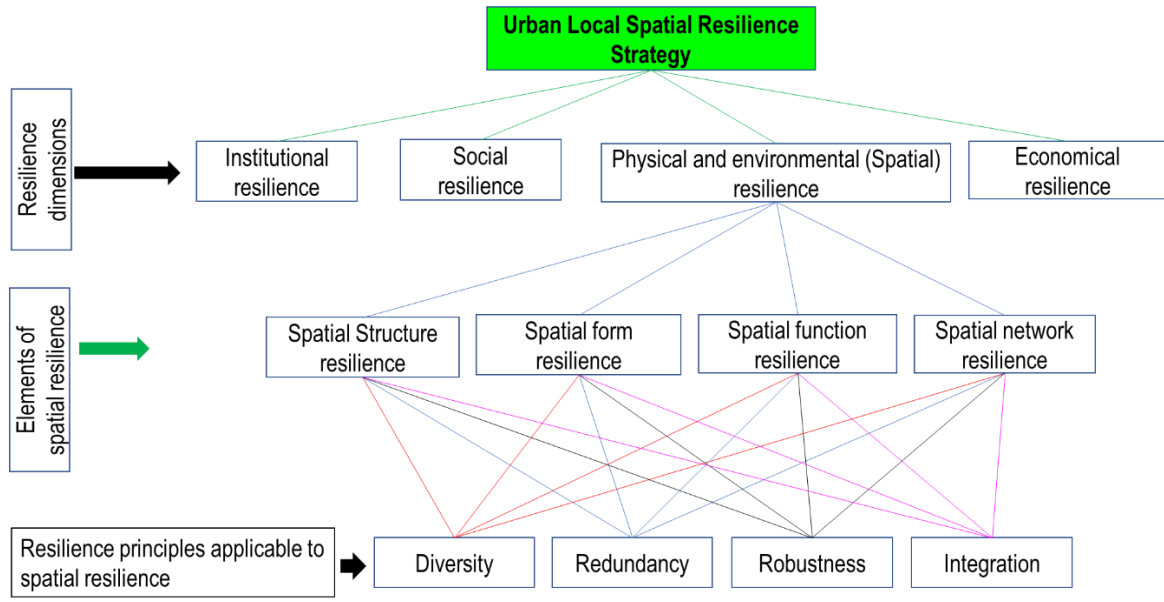 Urban Local Spatial Resilience
Strategy
Resilience
dimensions
Institutional
resilience
Social
resilience
Physical and environmental (Spatial)
resilience
Economical
resilience
Elements of
spatial resilience
Spatial Structure
resilience
Spatial form
resilience
Spatial function
resilience
Spatial network
resilience
Resilience principles applicable to
spatial resilience
Diversity
Redundancy
Robustness
Integration